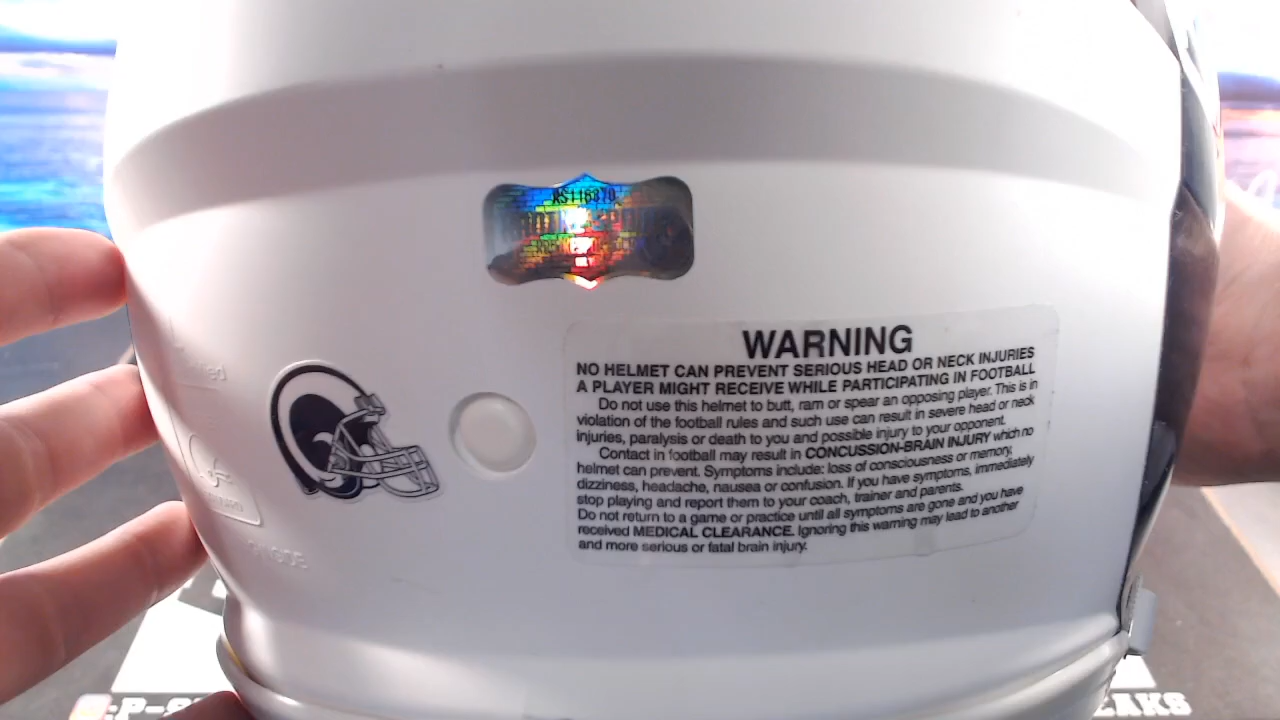 WARNING
NO HELMET CAN PREVENT SERIOUS HEAD OR NECK INJURIES
A PLAYER MIGHT RECEIVE WHILE PARTICIPATING IN FOOTBALL
Do not use this helmet to butt, ram or spear an opposing player. This is in
violation of the football rules and such use can result in severe head or neck
injuries, paralysis or death to you and possible injury to your opponent.
Contact in football may result in CONCUSSION-BRAIN INJURY which no
helmet can prevent. Symptoms include: loss of consciousness or memory,
dizziness, headache, nausea or confusion. If you have symptoms, immediately
stop playing and report them to your coach, trainer and parents.
Do not return to a game or practice until all symptoms are gone and you have
received MEDICAL CLEARANCE. Ignoring this warning may lead to another
and more serious or fatal brain injury.